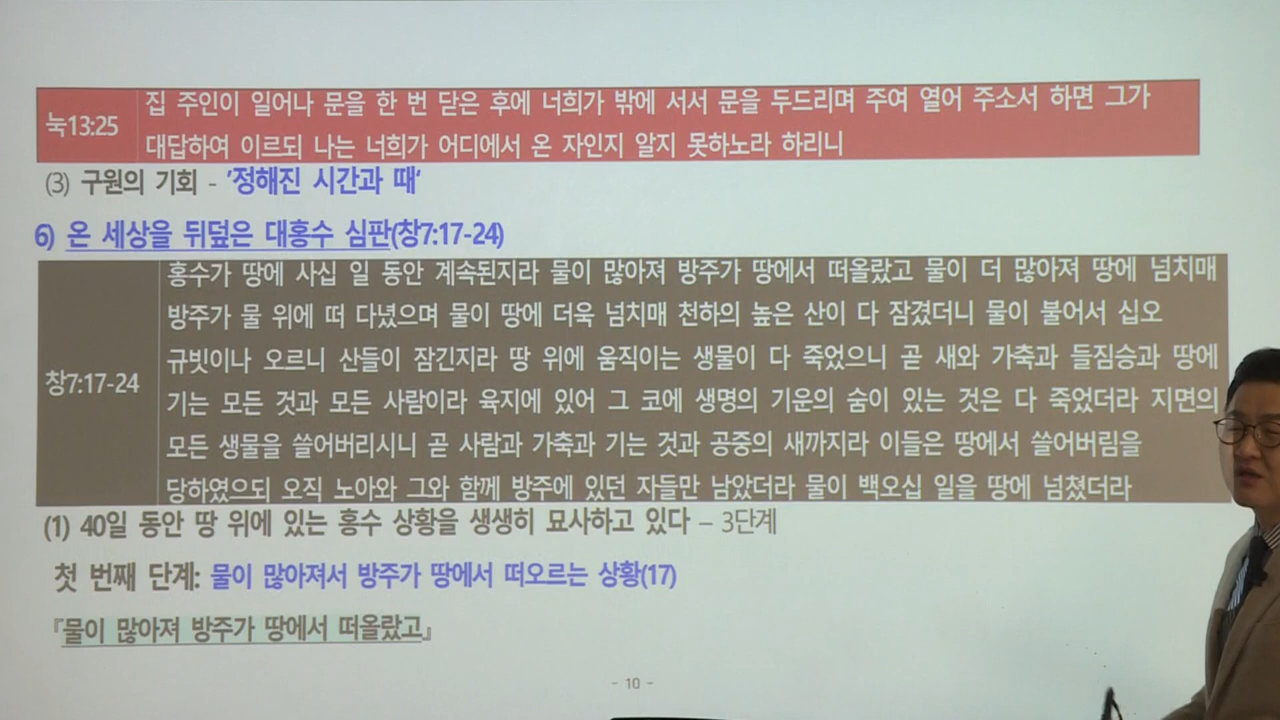 눅13:25
집 주인이 일어나 문을 한 번 닫은 후에 너희가 밖에 서서 문을 두드리며 주여 열어 주소서 하면 그가
대답하여 이르되 나는 너희가 어디에서 온 자인지 알지 못하노라 하리니
(3) 구원의 기회 - '정해진 시간과 때'
6) 온 세상을 뒤덮은 대홍수 심판(창7:17-24)
창7:17-24
홍수가 땅에 사십 일 동안 계속된지라 물이 많아져 방주가 땅에서 떠올랐고 물이 더 많아져 땅에 넘치매
방주가 물 위에 떠 다녔으며 물이 땅에 더욱 넘치매 천하의 높은 산이 다 잠겼더니 물이 불어서 십오
규빗이나 오르니 산들이 잠긴지라 땅 위에 움직이는 생물이 다 죽었으니 곧 새와 가축과 들짐승과 땅에
기는 모든 것과 모든 사람이라 육지에 있어 그 코에 생명의 기운의 숨이 있는 것은 다 죽었더라 지면의
모든 생물을 쓸어버리시니 곧 사람과 가축과 기는 것과 공중의 새까지라 이들은 땅에서 쓸어버림을
당하였으되 오직 노아와 그와 함께 방주에 있던 자들만 남았더라 물이 백오십 일을 땅에 넘쳤더라
(1) 40일 동안 땅 위에 있는 홍수 상황을 생생히 묘사하고 있다 – 3단계
첫 번째 단계: 물이 많아져서 방주가 땅에서 떠오르는 상황(17)
『물이 많아져 방주가 땅에서 떠올랐고』
- 10 -